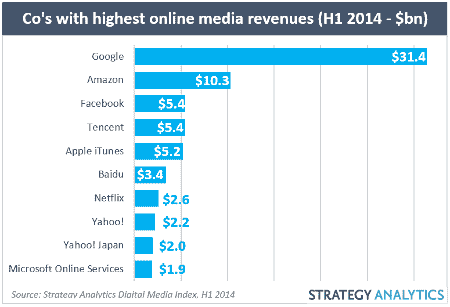 Co's with highest online media revenues (H1 2014 - $bn)
Google $31.4
Amazon $10.3
Facebook $5.4
Tencent $5.4
Apple iTunes $5.2
Baidu $3.4
Netflix $2.6
Yahoo! $2.2
Yahoo! Japan $2.0
Microsoft Online Services $1.9
Source: Strategy Analytics Digital Media Index. H1 2014
STRATEGY ANALYTICS